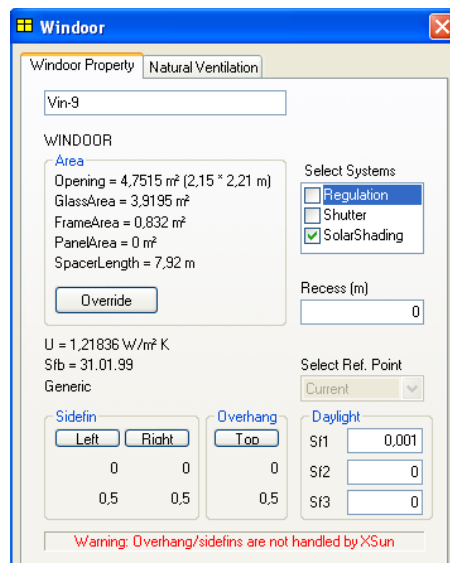 Windoor
Windoor Property Natural Ventilation
Vin-9
WINDOOR
Area
Opening = 4,7515 m² (2,15 * 2,21 m)
GlassArea = 3,9195 m²
FrameArea = 0,832 m²
PanelArea = 0 m²
SpacerLength = 7,92 m
Override
Select Systems
Regulation
Shutter
SolarShading
Recess (m)
0
U = 1,21836 W/m² K
Sfb = 31.01.99
Generic
Select Ref. Point
Current
Sidefin
Left Right
0 0
0,5 0,5
Overhang
Top
0
0,5
Daylight
Sf1 0,001
Sf2 0
Sf3 0
Warning: Overhang/sidefins are not handled by XSun